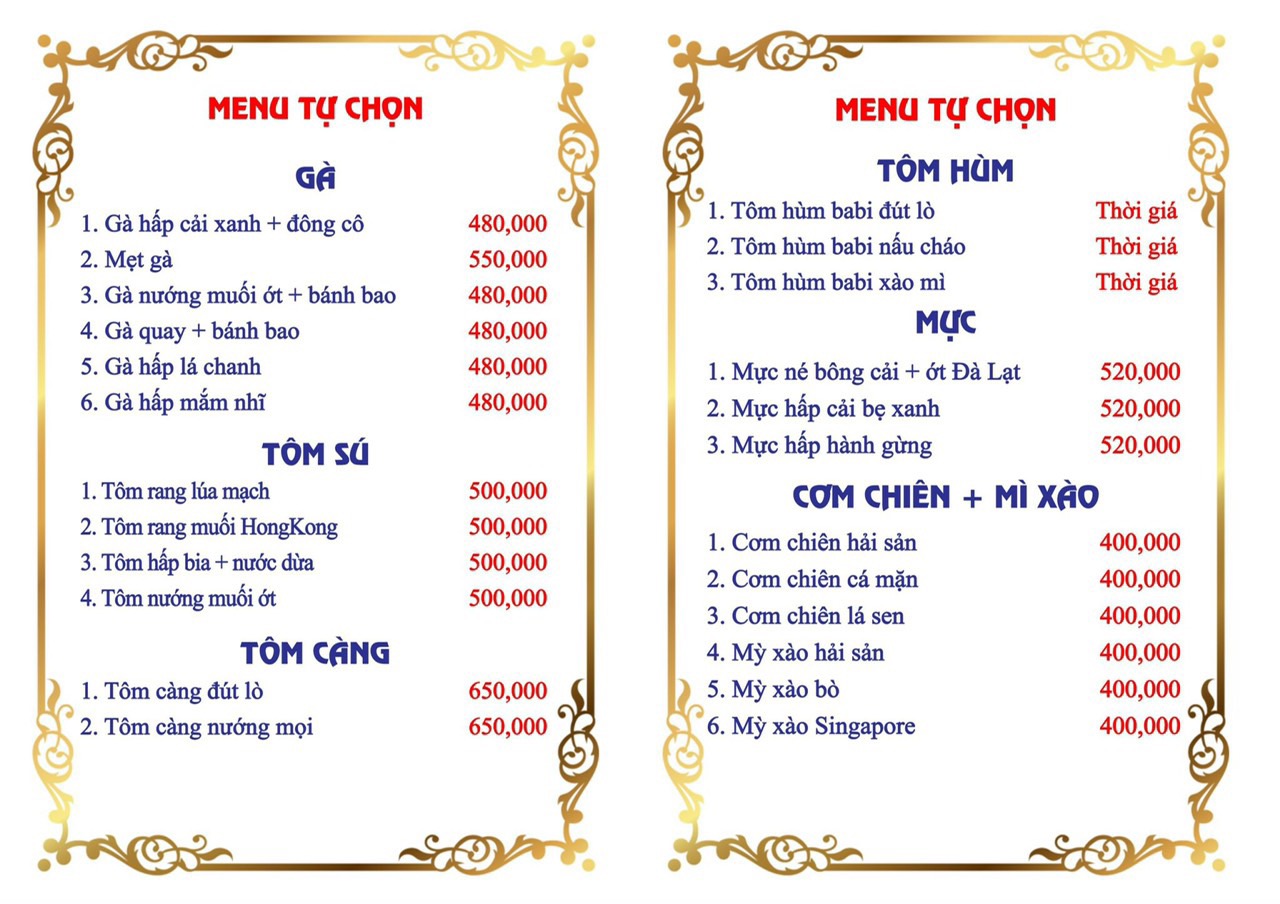 MENU TỰ CHỌN
GÀ
1. Gà hấp cải xanh + đông cô 480,000
2. Mẹt gà 550,000
3. Gà nướng muối ớt + bánh bao 480,000
4. Gà quay + bánh bao 480,000
5. Gà hấp lá chanh 480,000
6. Gà hấp mắm nhĩ 480,000
TÔM SÚ
1. Tôm rang lúa mạch 500,000
2. Tôm rang muối HongKong 500,000
3. Tôm hấp bia + nước dừa 500,000
4. Tôm nướng muối ớt 500,000
TÔM CÀNG
1. Tôm càng đút lò 650,000
2. Tôm càng nướng mọi 650,000
MENU TỰ CHỌN
TÔM HÙM
1. Tôm hùm babi đút lò Thời giá
2. Tôm hùm babi nấu cháo Thời giá
3. Tôm hùm babi xào mì Thời giá
MỰC
1. Mực né bông cải + ớt Đà Lạt 520,000
2. Mực hấp cải bẹ xanh 520,000
3. Mực hấp hành gừng 520,000
CƠM CHIÊN + MÌ XÀO
1. Cơm chiên hải sản 400,000
2. Cơm chiên cá mặn 400,000
3. Cơm chiên lá sen 400,000
4. Mỳ xào hải sản 400,000
5. Mỳ xào bò 400,000
6. Mỳ xào Singapore 400,000